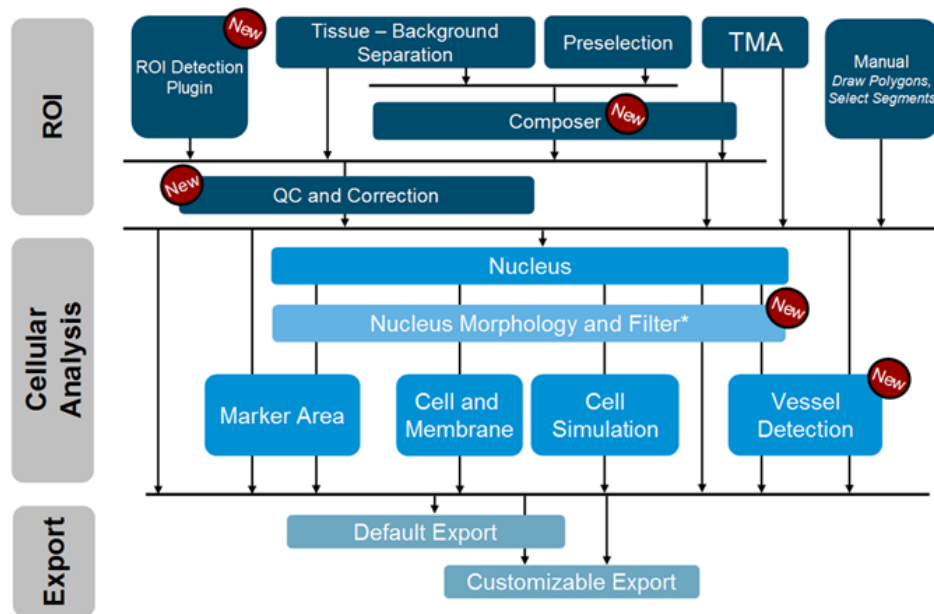 ROI
New
ROI Detection
Plugin
Tissue – Background
Separation
Preselection
TMA
Manual
Draw Polygons,
Select Segments
Composer
New
New
QC and Correction
Cellular
Analysis
Nucleus
Nucleus Morphology and Filter*
New
Marker Area
Cell and
Membrane
Cell
Simulation
Vessel
Detection
New
Export
Default Export
Customizable Export